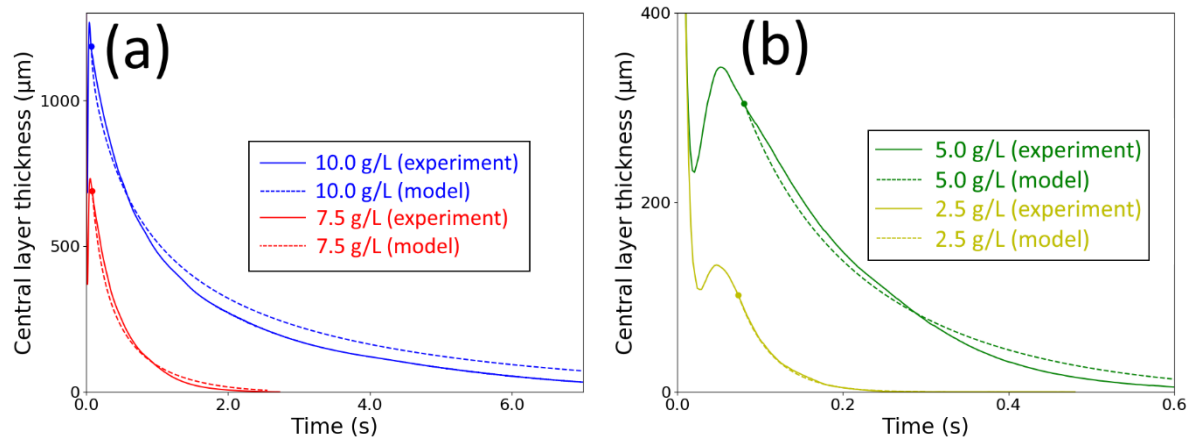 (a)
Central layer thickness (µm)
1000
500
0
0.0
2.0
4.0
6.0
Time (s)
10.0 g/L (experiment)
10.0 g/L (model)
7.5 g/L (experiment)
7.5 g/L (model)
(b)
Central layer thickness (µm)
400
200
0
0.0
0.2
0.4
0.6
Time (s)
5.0 g/L (experiment)
5.0 g/L (model)
2.5 g/L (experiment)
2.5 g/L (model)